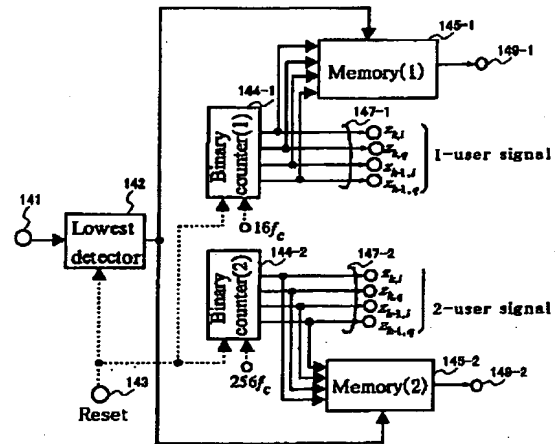 145-1
149-1
Memory(1)
144-1
147-1
Binary
counter(1)
z_{k,i}
z_{k,q}
z_{k-1,i}
z_{k-1,q}
1-user signal
16f_c
141
142
Lowest
detector
144-2
147-2
Binary
counter(2)
z_{k,i}
z_{k,q}
z_{k-1,i}
z_{k-1,q}
2-user signal
145-2
Memory(2)
256f_c
143
Reset